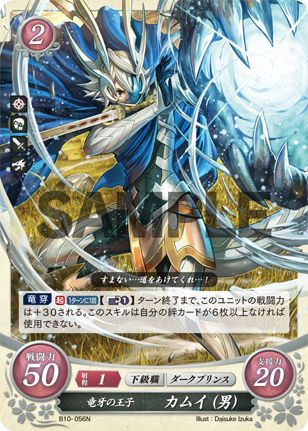 2
SAMPLE
すまない…道をあけてくれ…！
竜穿 起 1ターンに1回 【 1】ターン終了まで、このユニットの戦闘力
は＋30される。このスキルは自分の絆カードが6枚以上なければ
使用できない。
戦闘力
50
射程 1
下級職
ダークプリンス
支援力
20
竜牙の王子 カムイ（男）
B10-056N
Illust : Daisuke Izuka